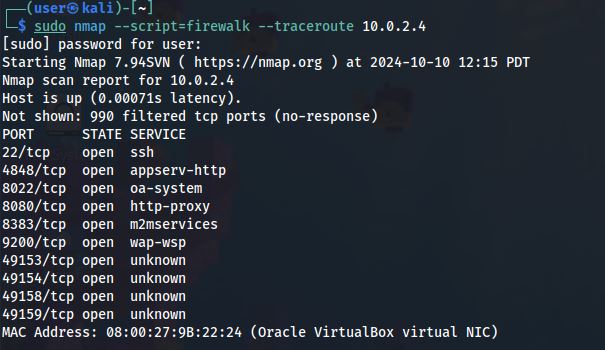 ┌──(user㉿kali)-[~]
└─$ sudo nmap --script=firewalk --traceroute 10.0.2.4
[sudo] password for user:
Starting Nmap 7.94SVN ( https://nmap.org ) at 2024-10-10 12:15 PDT
Nmap scan report for 10.0.2.4
Host is up (0.00071s latency).
Not shown: 990 filtered tcp ports (no-response)
PORT      STATE SERVICE
22/tcp    open  ssh
4848/tcp  open  appserv-http
8022/tcp  open  oa-system
8080/tcp  open  http-proxy
8383/tcp  open  m2mservices
9200/tcp  open  wap-wsp
49153/tcp open  unknown
49154/tcp open  unknown
49158/tcp open  unknown
49159/tcp open  unknown
MAC Address: 08:00:27:9B:22:24 (Oracle VirtualBox virtual NIC)